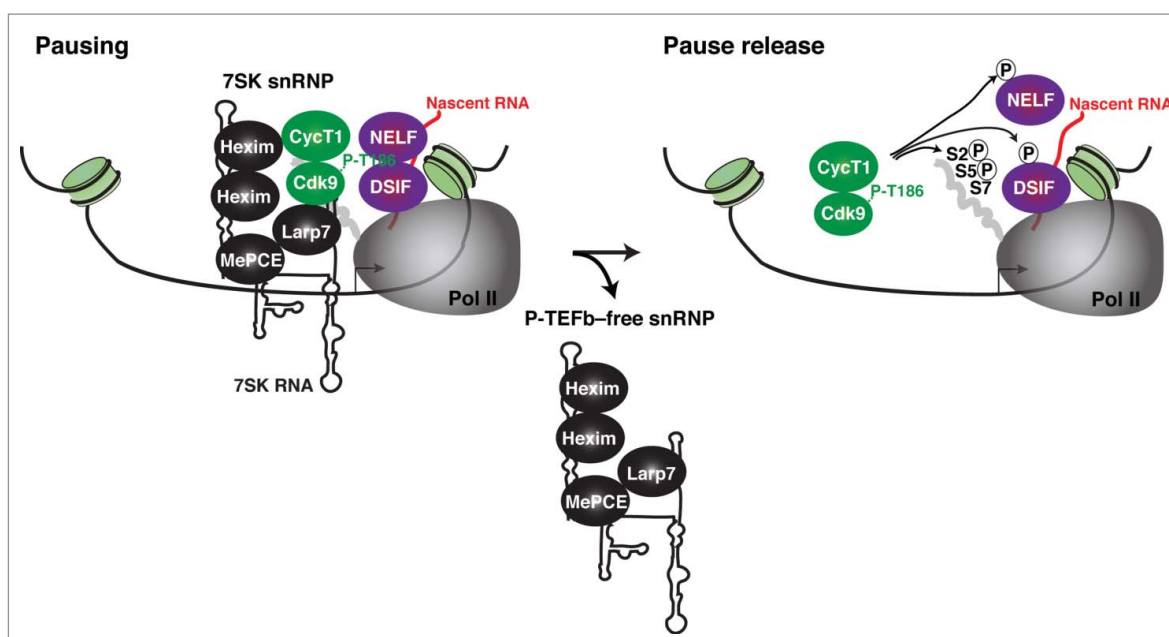 Pausing
7SK snRNP
Nascent RNA
Hexim
CycT1
NELF
P-T186
Hexim
Cdk9
DSIF
Larp7
MePCE
Pol II
7SK RNA
P-TEFb–free snRNP
Hexim
Hexim
Larp7
MePCE
Pause release
P
NELF
Nascent RNA
CycT1
S2 P
P
S5 P
S7
DSIF
P-T186
Cdk9
Pol II